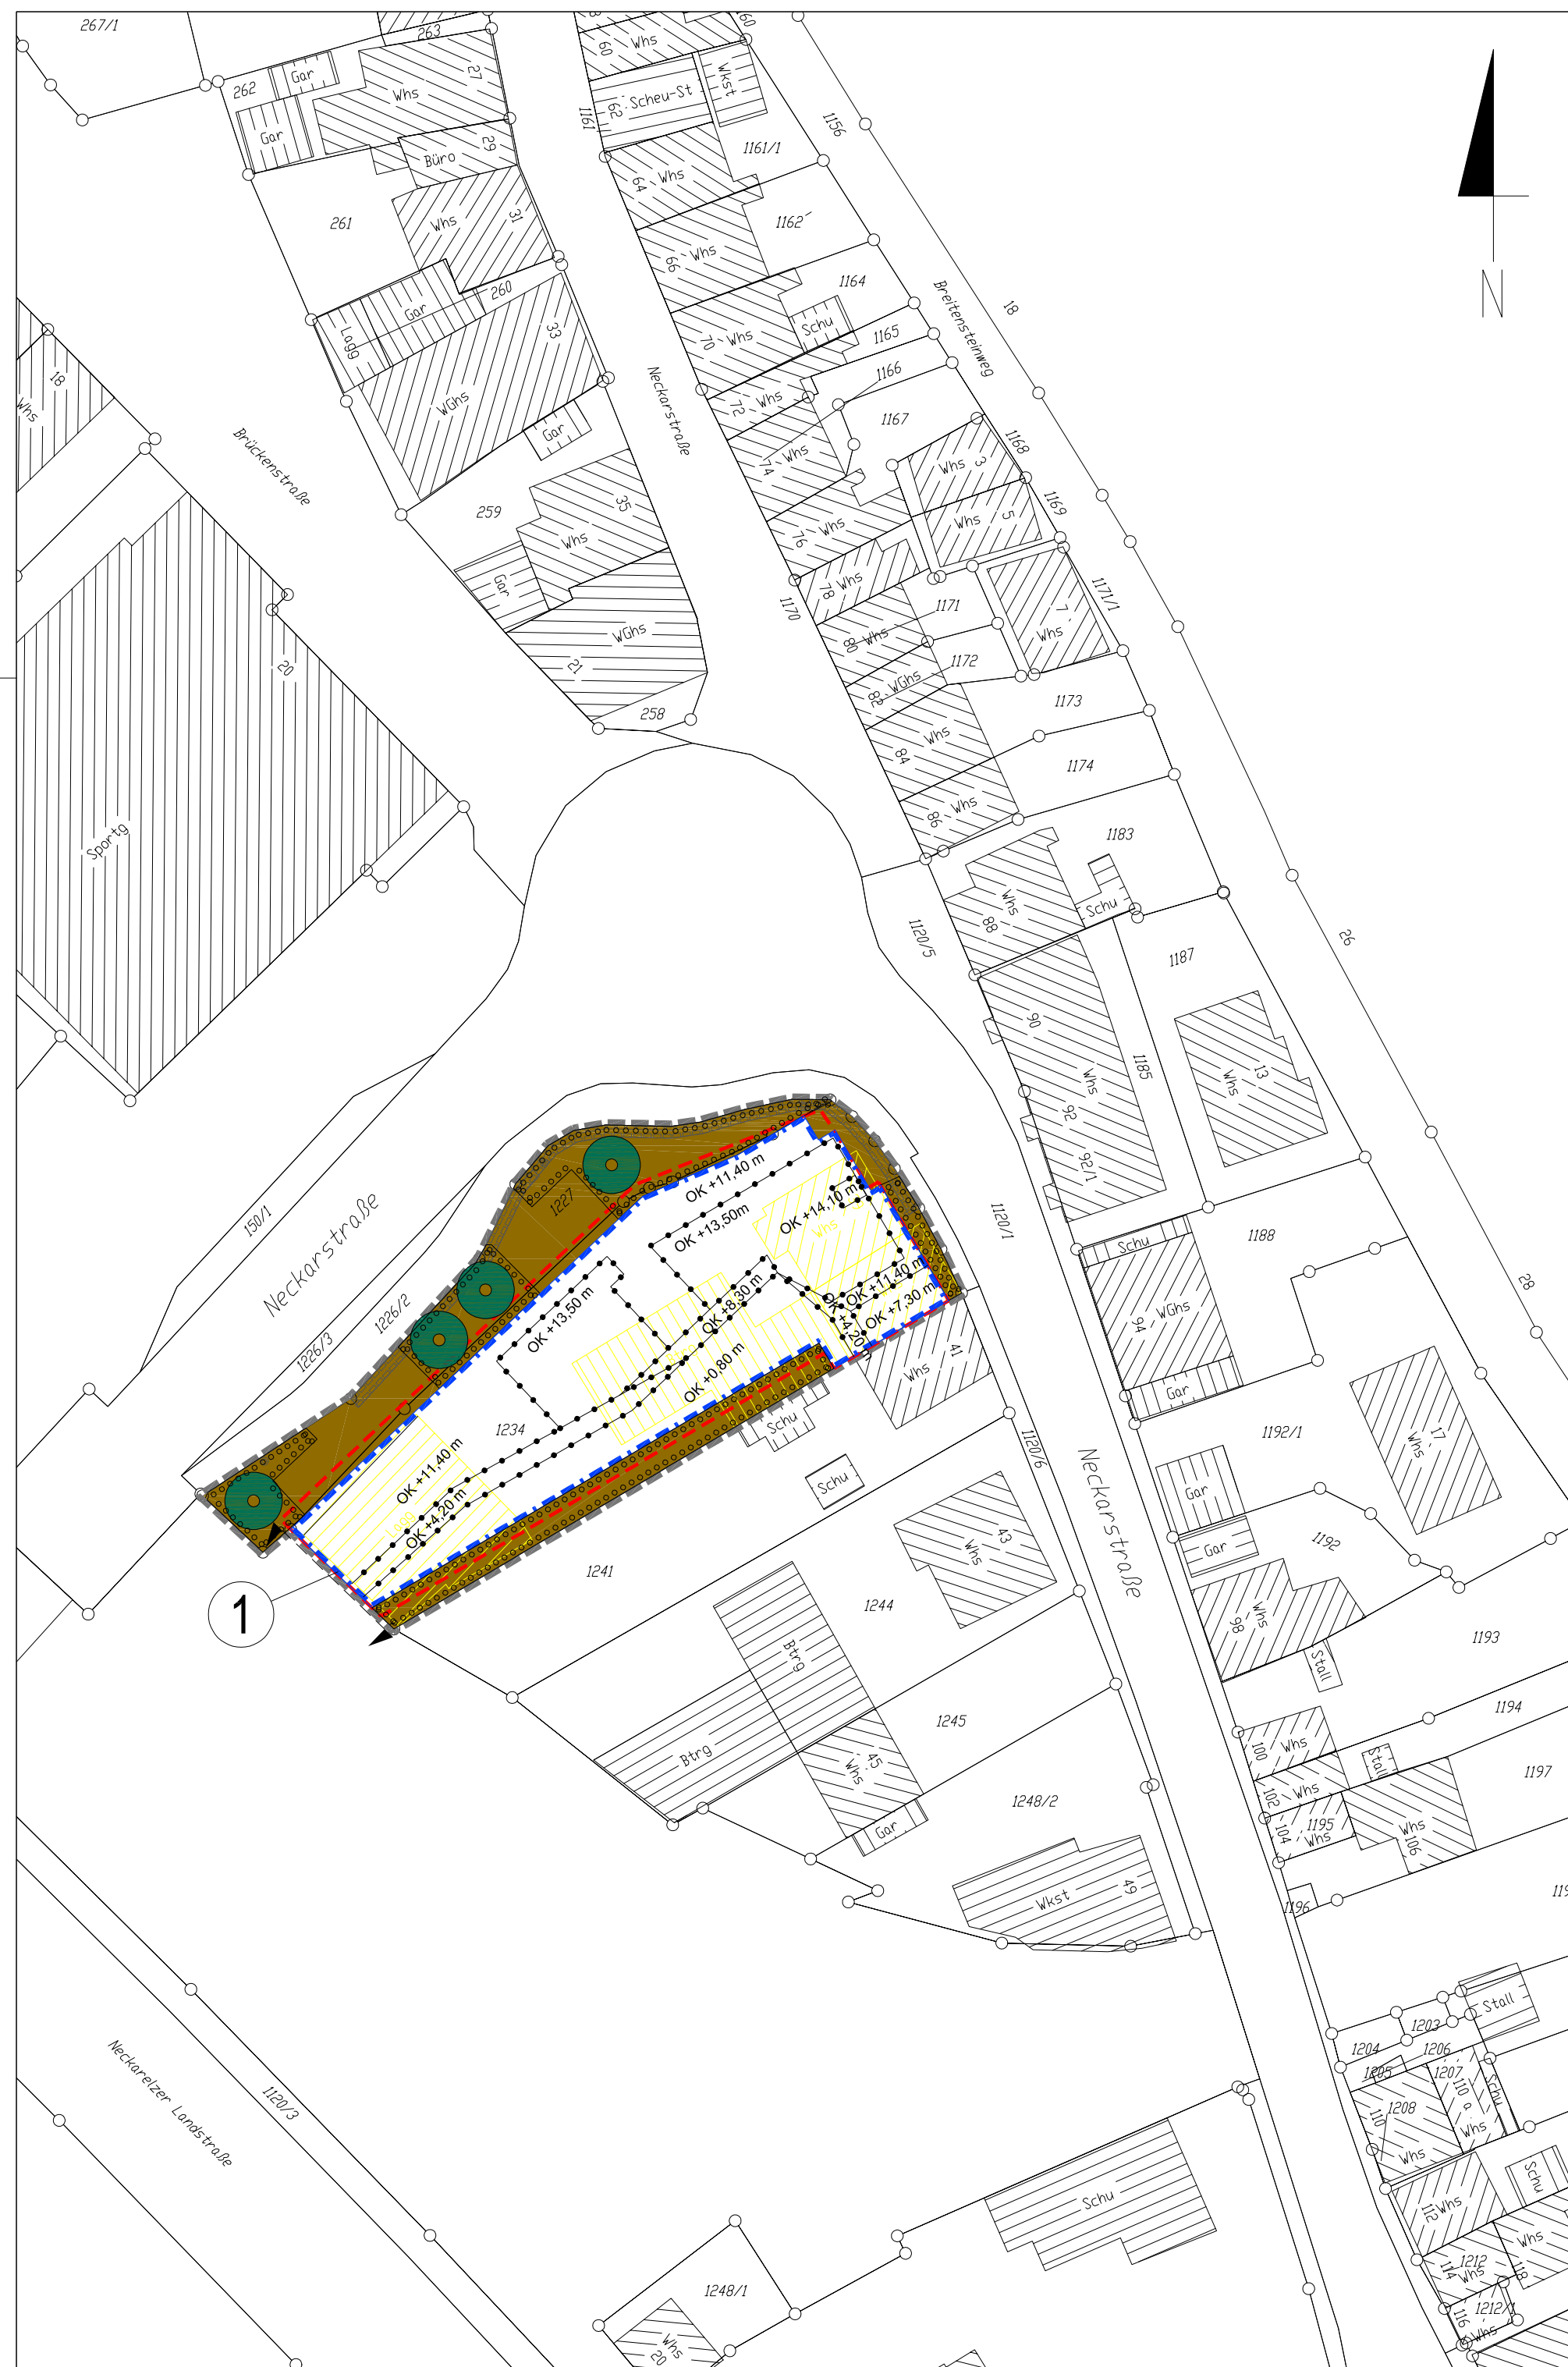 267/1
263
262
Gar
Gar
Whs
27
Büro
29
261
Whs
31
Lagg
Gar
260
WGhs
33
Gar
259
35
Whs
Gar
WGhs
21
258
18
Whs
Brückenstraße
20
Sportg
60
Whs
62
Scheu-St
Wkst
1161
1161/1
1156
64
Whs
1162
66
Whs
1164
Schu
70
Whs
1165
1166
72
Whs
1167
74
Whs
76
Whs
78
Whs
1168
Whs 3
1169
Whs 5
1171/1
7
Whs
Breitensteinweg
18
Neckarstraße
1170
1171
80
Whs
1172
82
WGhs
1173
84
Whs
1174
86
Whs
1183
Schu
88
Whs
1120/5
1187
26
90
Whs
1185
92
92/1
13
Whs
N
1188
Schu
WGhs
94
Gar
28
1120/1
150/1
Neckarstraße
1226/2
1226/3
1227
OK +11,40 m
OK +13,50m
OK +14,10 m
Whs
OK +13,50 m
OK +8,30 m
OK +11,40 m
OK +7,30 m
OK +4,20 m
OK +0,80 m
1234
OK +11,40 m
OK +4,20 m
Lagg
1
Whs
41
Schu
Schu
1120/6
Neckarstraße
1241
43
Whs
1244
Btrg
Btrg
45
Whs
Gar
1245
1248/2
Wkst
49
1192/1
17
Whs
Gar
Gar
1192
98
Whs
Stall
1193
1194
100
Whs
Stall
102
Whs
1197
104
1195
Whs
Whs
106
1196
Stall
1203
1204
1206
1205
1207
110 a
Schu
1208
110
Whs
Whs
112
Whs
Schu
Whs
118
1212
114
Whs
1212/1
116
Whs
Neckarelzer Landstraße
1120/3
Schu
1248/1
Whs
20